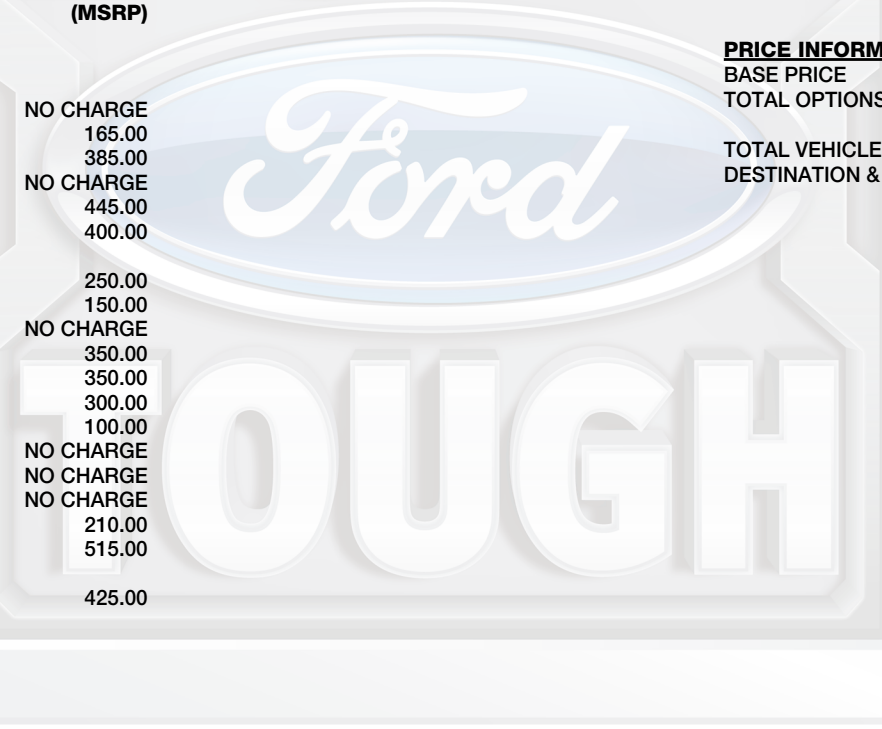 (MSRP)
NO CHARGE
165.00
385.00
NO CHARGE
445.00
400.00
250.00
150.00
NO CHARGE
350.00
350.00
300.00
100.00
NO CHARGE
NO CHARGE
NO CHARGE
210.00
515.00
425.00
PRICE INFORM
BASE PRICE
TOTAL OPTIONS
TOTAL VEHICLE
DESTINATION &
Ford
TOUGH